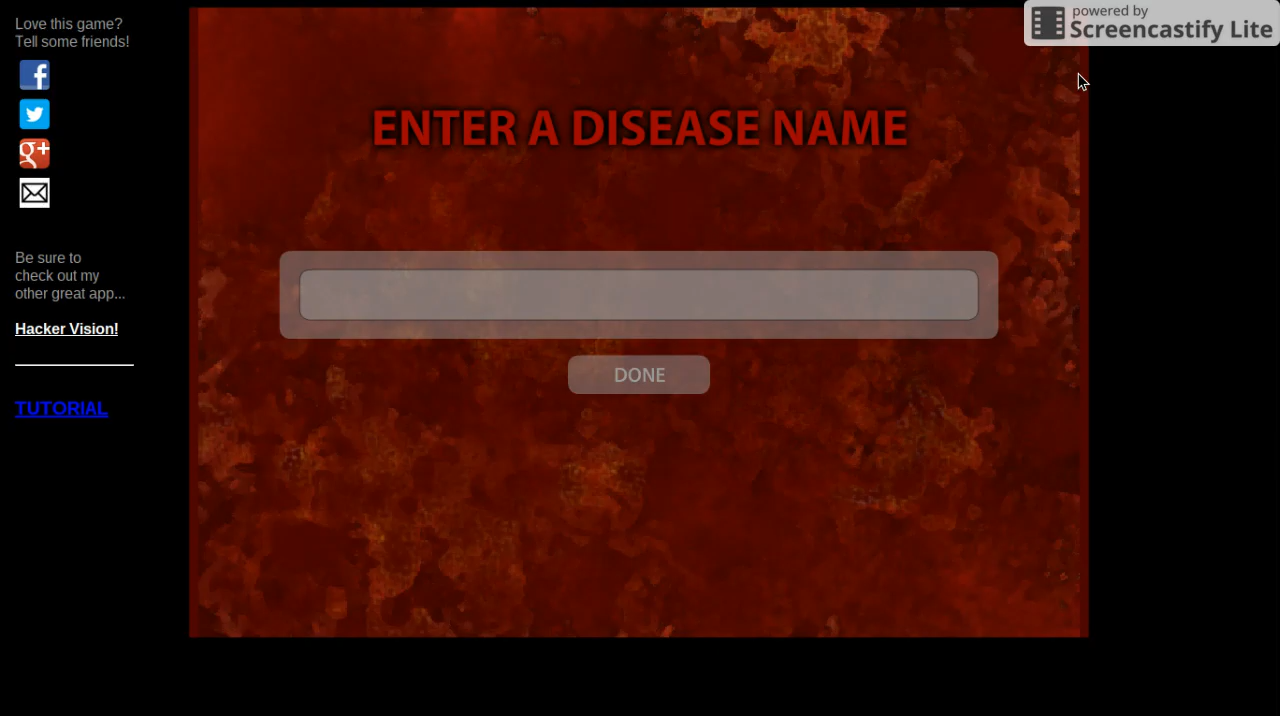 Love this game?
Tell some friends!
powered by
Screencastify Lite
ENTER A DISEASE NAME
Be sure to
check out my
other great app...
Hacker Vision!
DONE
TUTORIAL